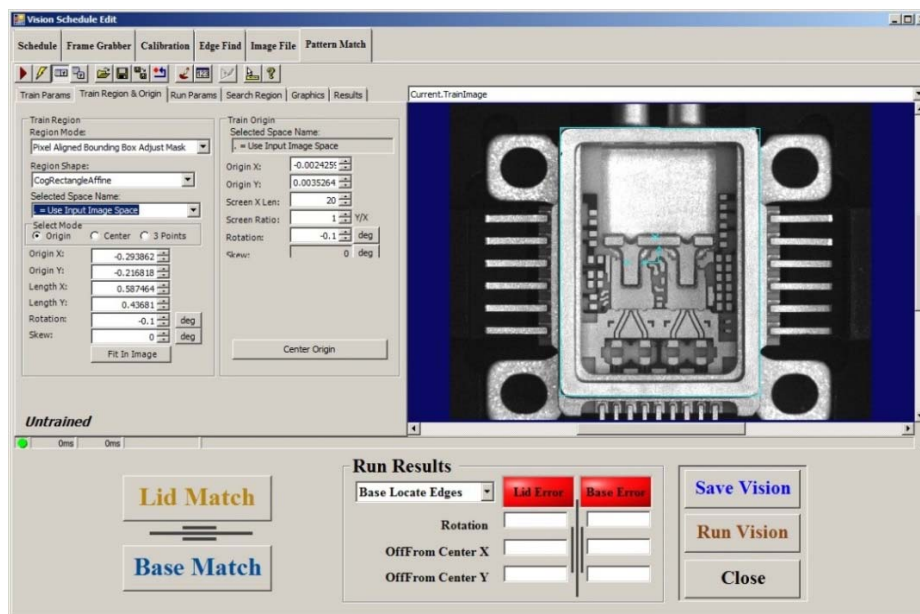 Vision Schedule Edit
Schedule Frame Grabber Calibration Edge Find Image File Pattern Match
Train Params Train Region & Origin Run Params Search Region Graphics Results
Current.TrainImage
Train Region
Region Mode:
Pixel Aligned Bounding Box Adjust Mask
Region Shape:
CogRectangleAffine
Selected Space Name:
. = Use Input Image Space
Select Mode
Origin Center 3 Points
Origin X: -0.293862
Origin Y: -0.216818
Length X: 0.587464
Length Y: 0.43681
Rotation: -0.1 deg
Skew: 0 deg
Fit In Image
Train Origin
Selected Space Name:
. = Use Input Image Space
Origin X: -0.0024259
Origin Y: 0.0035264
Screen X Len: 20
Screen Ratio: 1 Y/X
Rotation: -0.1 deg
Skew: 0 deg
Center Origin
Untrained
0ms 0ms
Lid Match
Base Match
Run Results
Base Locate Edges Lid Error Base Error
Rotation
OffFrom Center X
OffFrom Center Y
Save Vision
Run Vision
Close